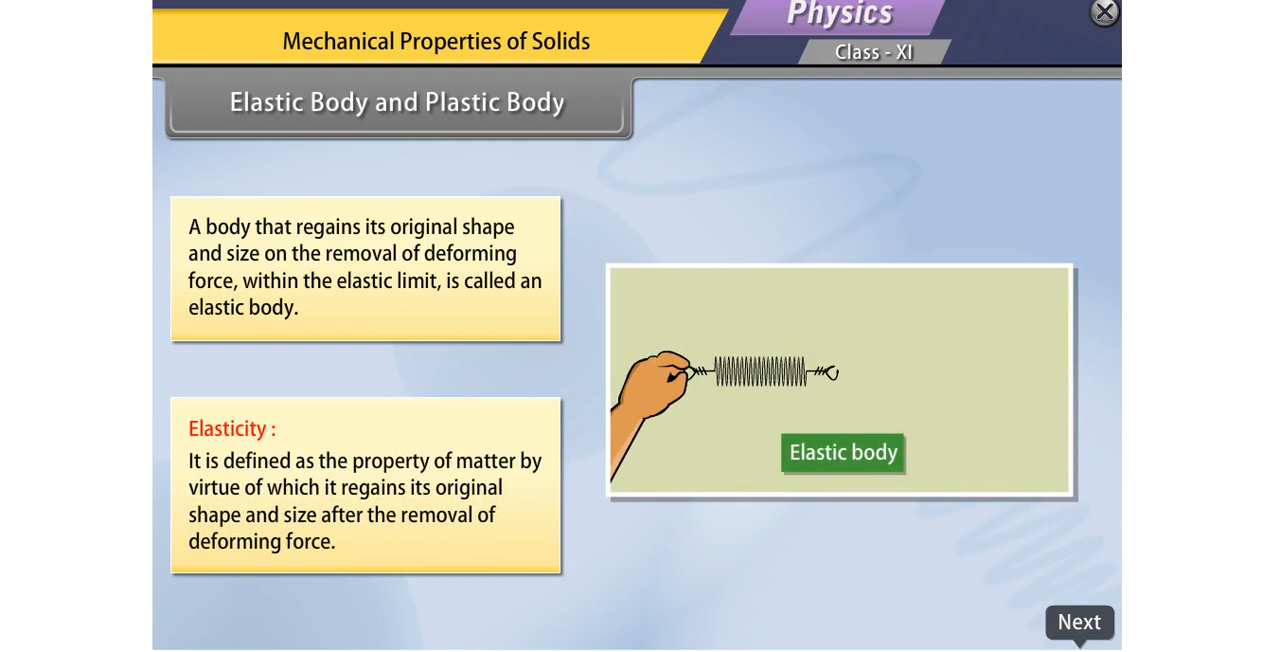 Physics
Mechanical Properties of Solids
Class - XI
Elastic Body and Plastic Body
A body that regains its original shape
and size on the removal of deforming
force, within the elastic limit, is called an
elastic body.
Elasticity :
It is defined as the property of matter by
virtue of which it regains its original
shape and size after the removal of
deforming force.
Elastic body
Next